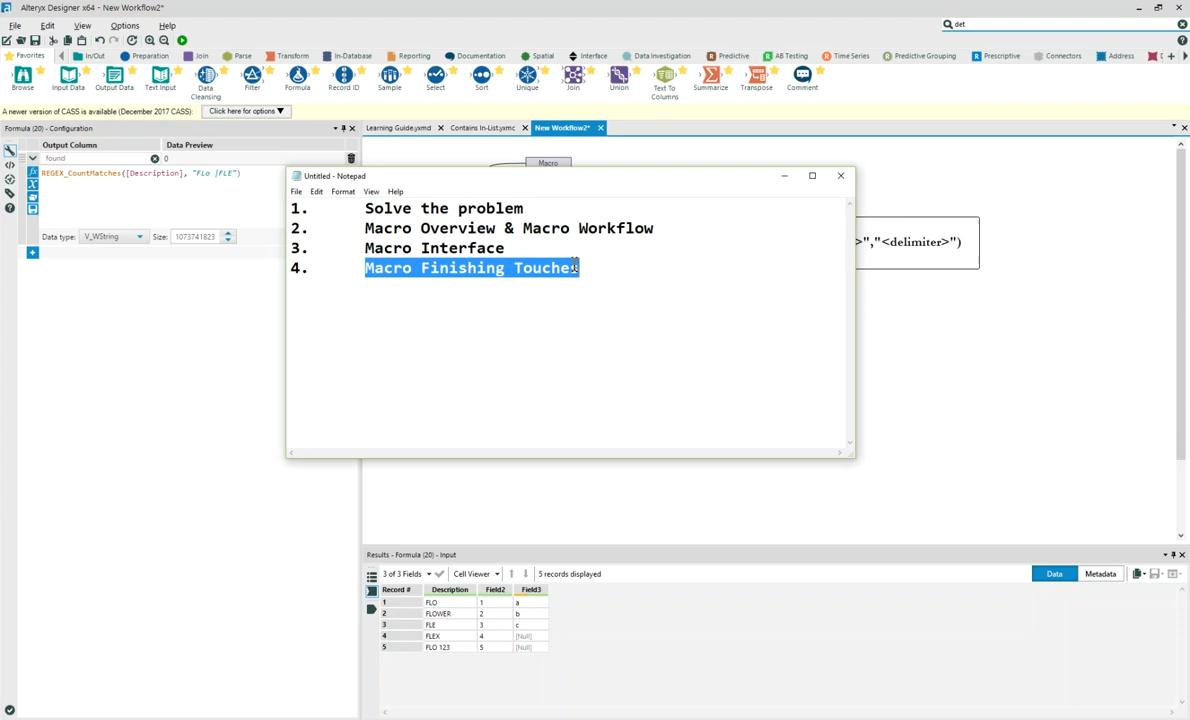 Alteryx Designer x64 - New Workflow2*
File Edit View Options Help
det
Favorites In/Out Preparation Join Parse Transform In-Database Reporting Documentation Spatial Interface Data Investigation Predictive AB Testing Time Series Predictive Grouping Prescriptive Connectors Address
Browse Input Data Output Data Text Input Data Cleansing Filter Formula Record ID Sample Select Sort Unique Join Union Text To Columns Summarize Transpose Comment
A newer version of CASS is available (December 2017 CASS): Click here for options ▼
Formula (20) - Configuration
Learning Guide.yxmd Contains In-List.yxmc New Workflow2*
Output Column Data Preview
found 0
REGEX_CountMatches([Description], "FLo |FLE")
Data type: V_WString Size: 1073741823
Macro
>","<delimiter>")
Untitled - Notepad
File Edit Format View Help
1. Solve the problem
2. Macro Overview & Macro Workflow
3. Macro Interface
4. Macro Finishing Touches
Results - Formula (20) - Input
3 of 3 Fields Cell Viewer 5 records displayed Data Metadata
Record # Description Field2 Field3
1 FLO 1 a
2 FLOWER 2 b
3 FLE 3 c
4 FLEX 4 [Null]
5 FLO 123 5 [Null]